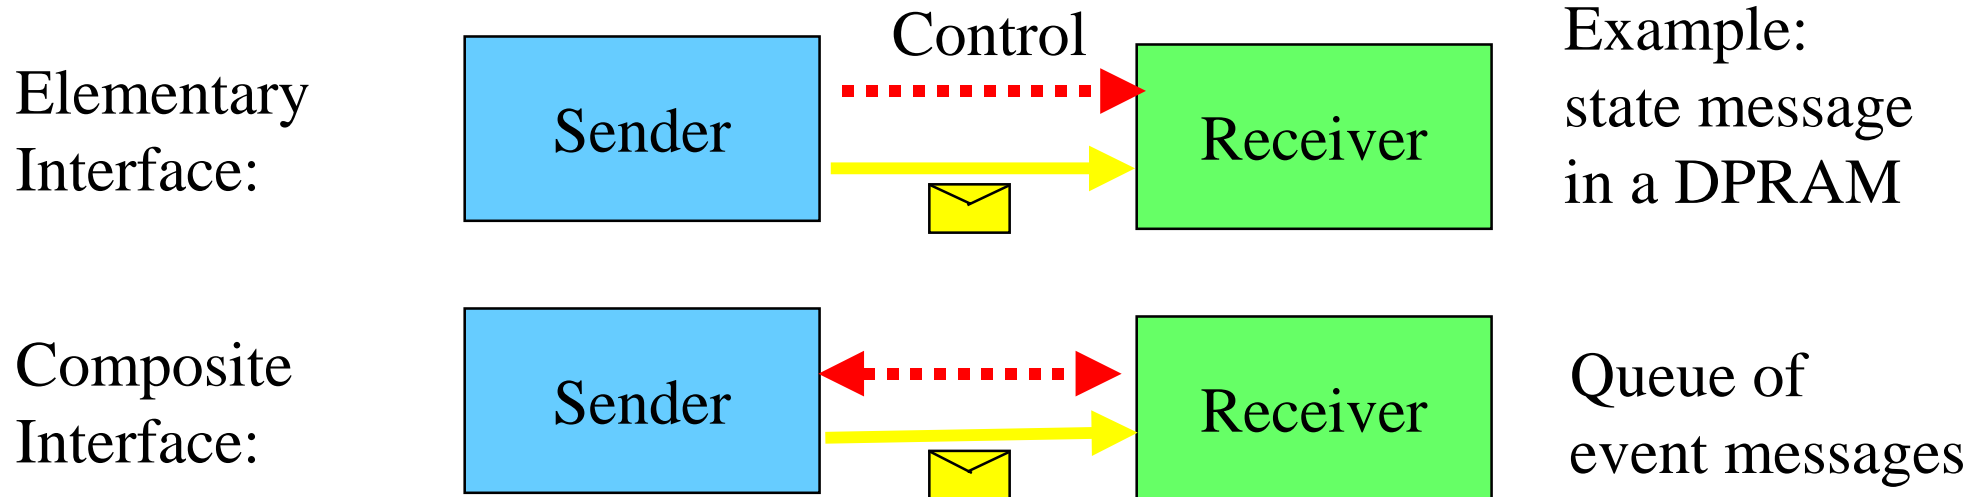 Elementary
Interface:
Sender
Control
Receiver
Example:
state message
in a DPRAM
Composite
Interface:
Sender
Receiver
Queue of
event messages